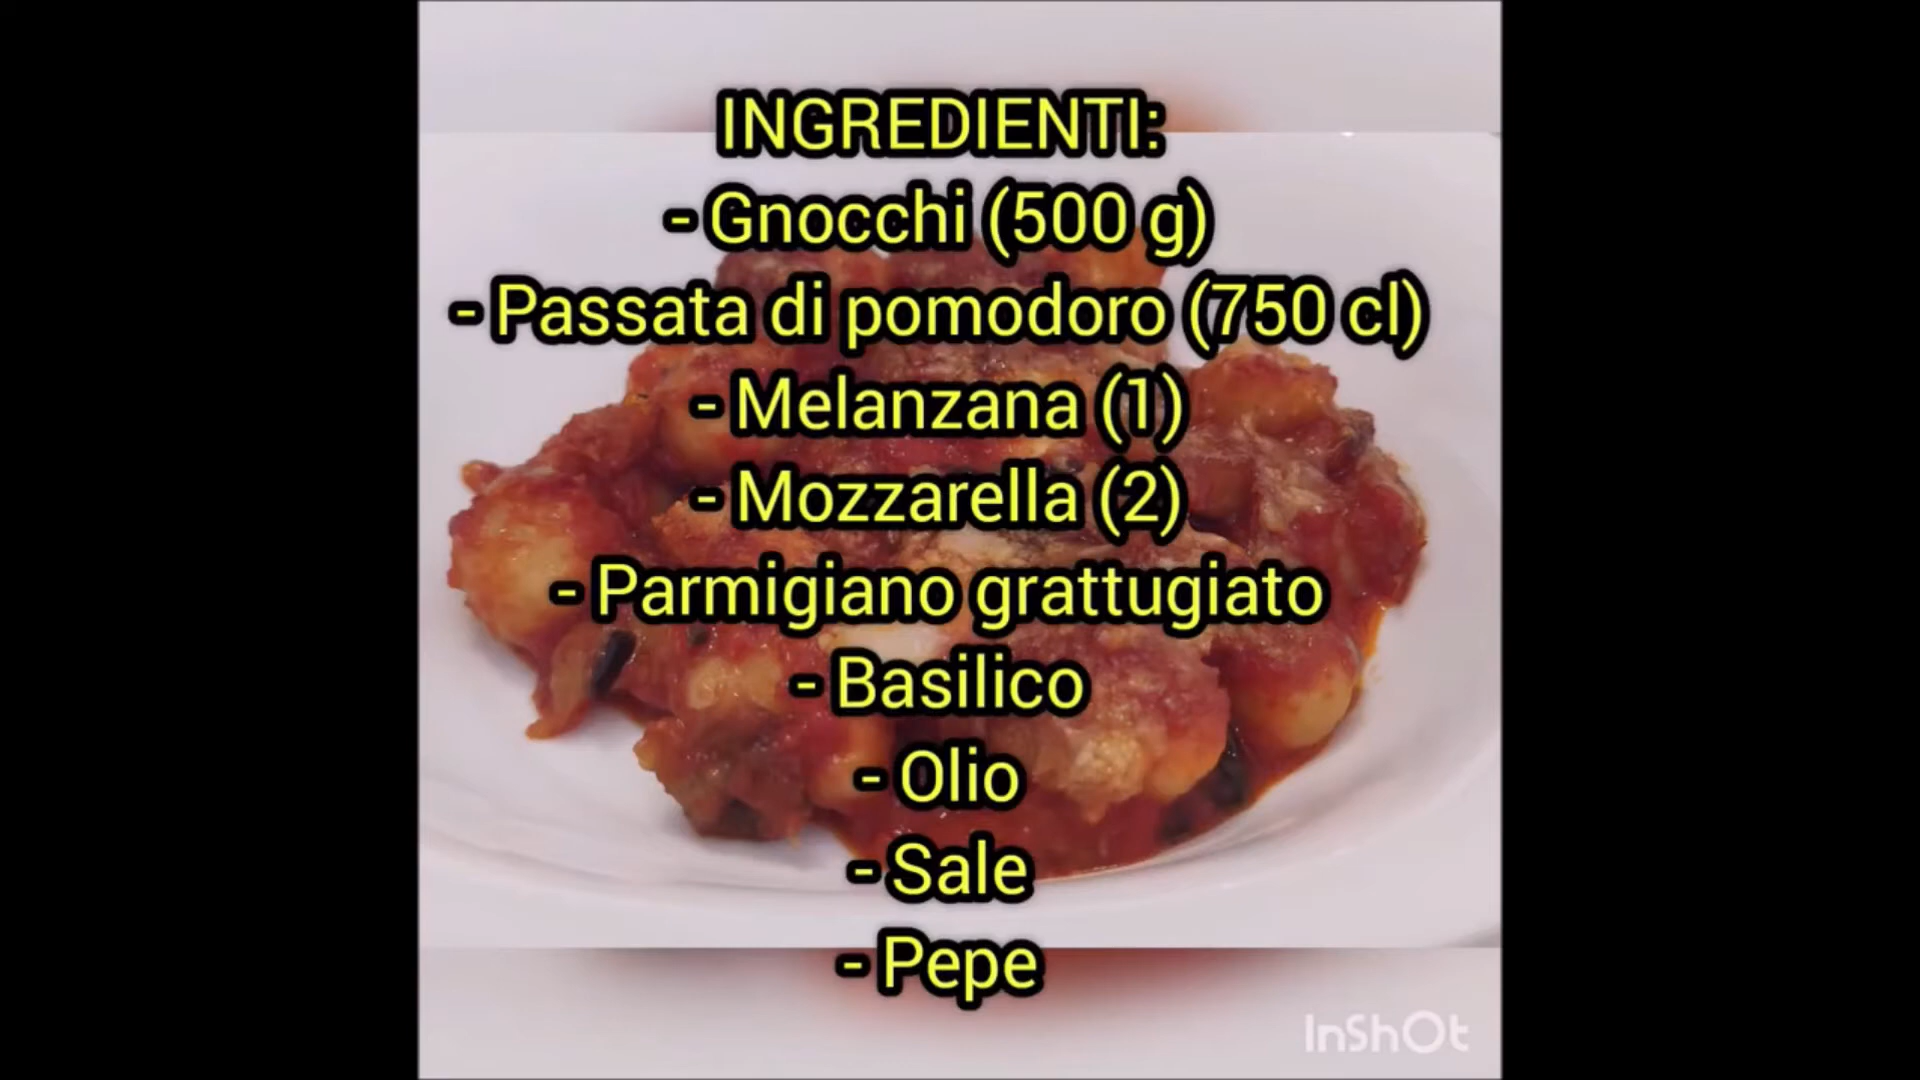 INGREDIENTI:
- Gnocchi (500 g)
- Passata di pomodoro (750 cl)
- Melanzana (1)
- Mozzarella (2)
- Parmigiano grattugiato
- Basilico
- Olio
- Sale
- Pepe
InShOt